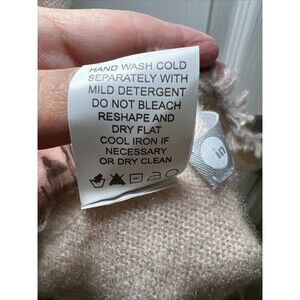 HAND WASH COLD
SEPARATELY WITH
MILD DETERGENT
DO NOT BLEACH
RESHAPE AND
DRY FLAT
COOL IRON IF
NECESSARY
OR DRY CLEAN
in